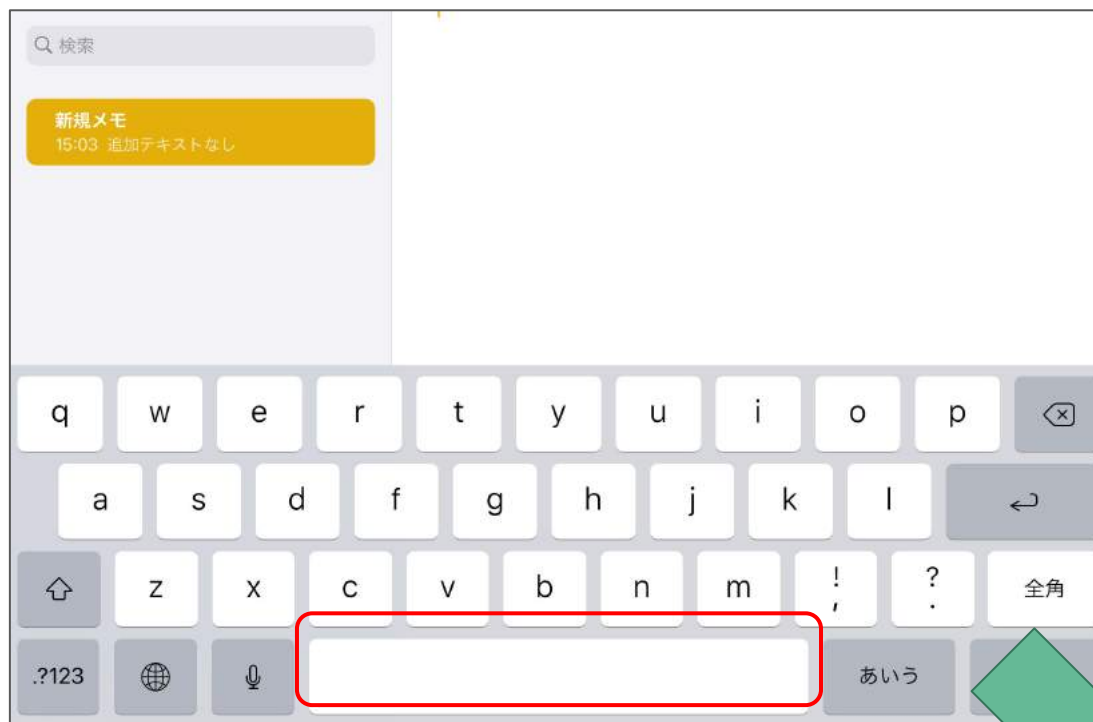 検索
新規メモ
15:03 追加テキストなし
q w e r t y u i o p
a s d f g h j k l
z x c v b n m ! , ? . 全角
.?123 あいう